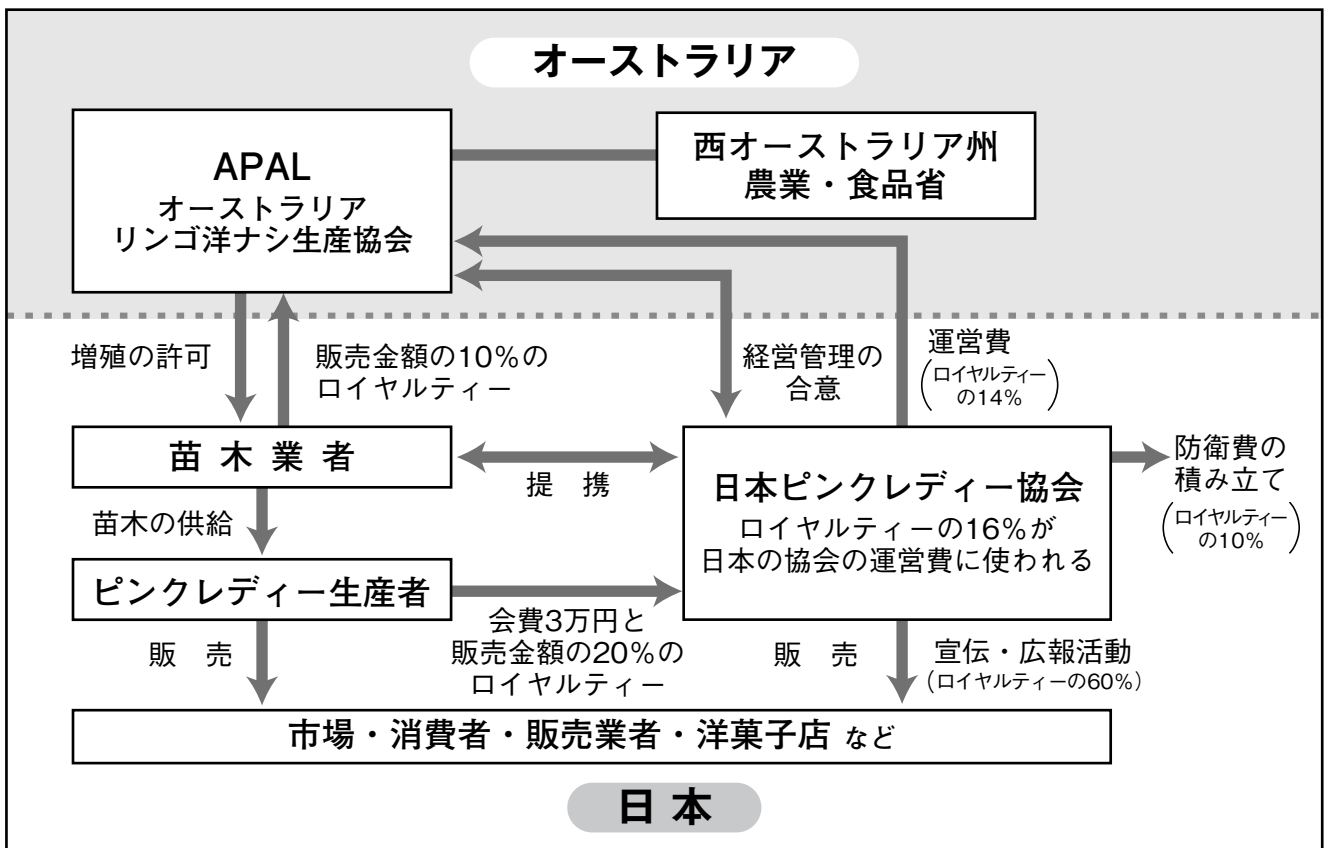 オーストラリア
APAL
オーストラリア
リンゴ洋ナシ生産協会
西オーストラリア州
農業・食品省
増殖の許可
販売金額の10%の
ロイヤルティー
経営管理の
合意
運営費
(ロイヤルティー
の14%)
苗木業者
提 携
日本ピンクレディー協会
ロイヤルティーの16%が
日本の協会の運営費に使われる
防衛費の
積み立て
(ロイヤルティー
の10%)
苗木の供給
ピンクレディー生産者
会費3万円と
販売金額の20%の
ロイヤルティー
販 売
販 売
宣伝・広報活動
(ロイヤルティーの60%)
市場・消費者・販売業者・洋菓子店 など
日 本